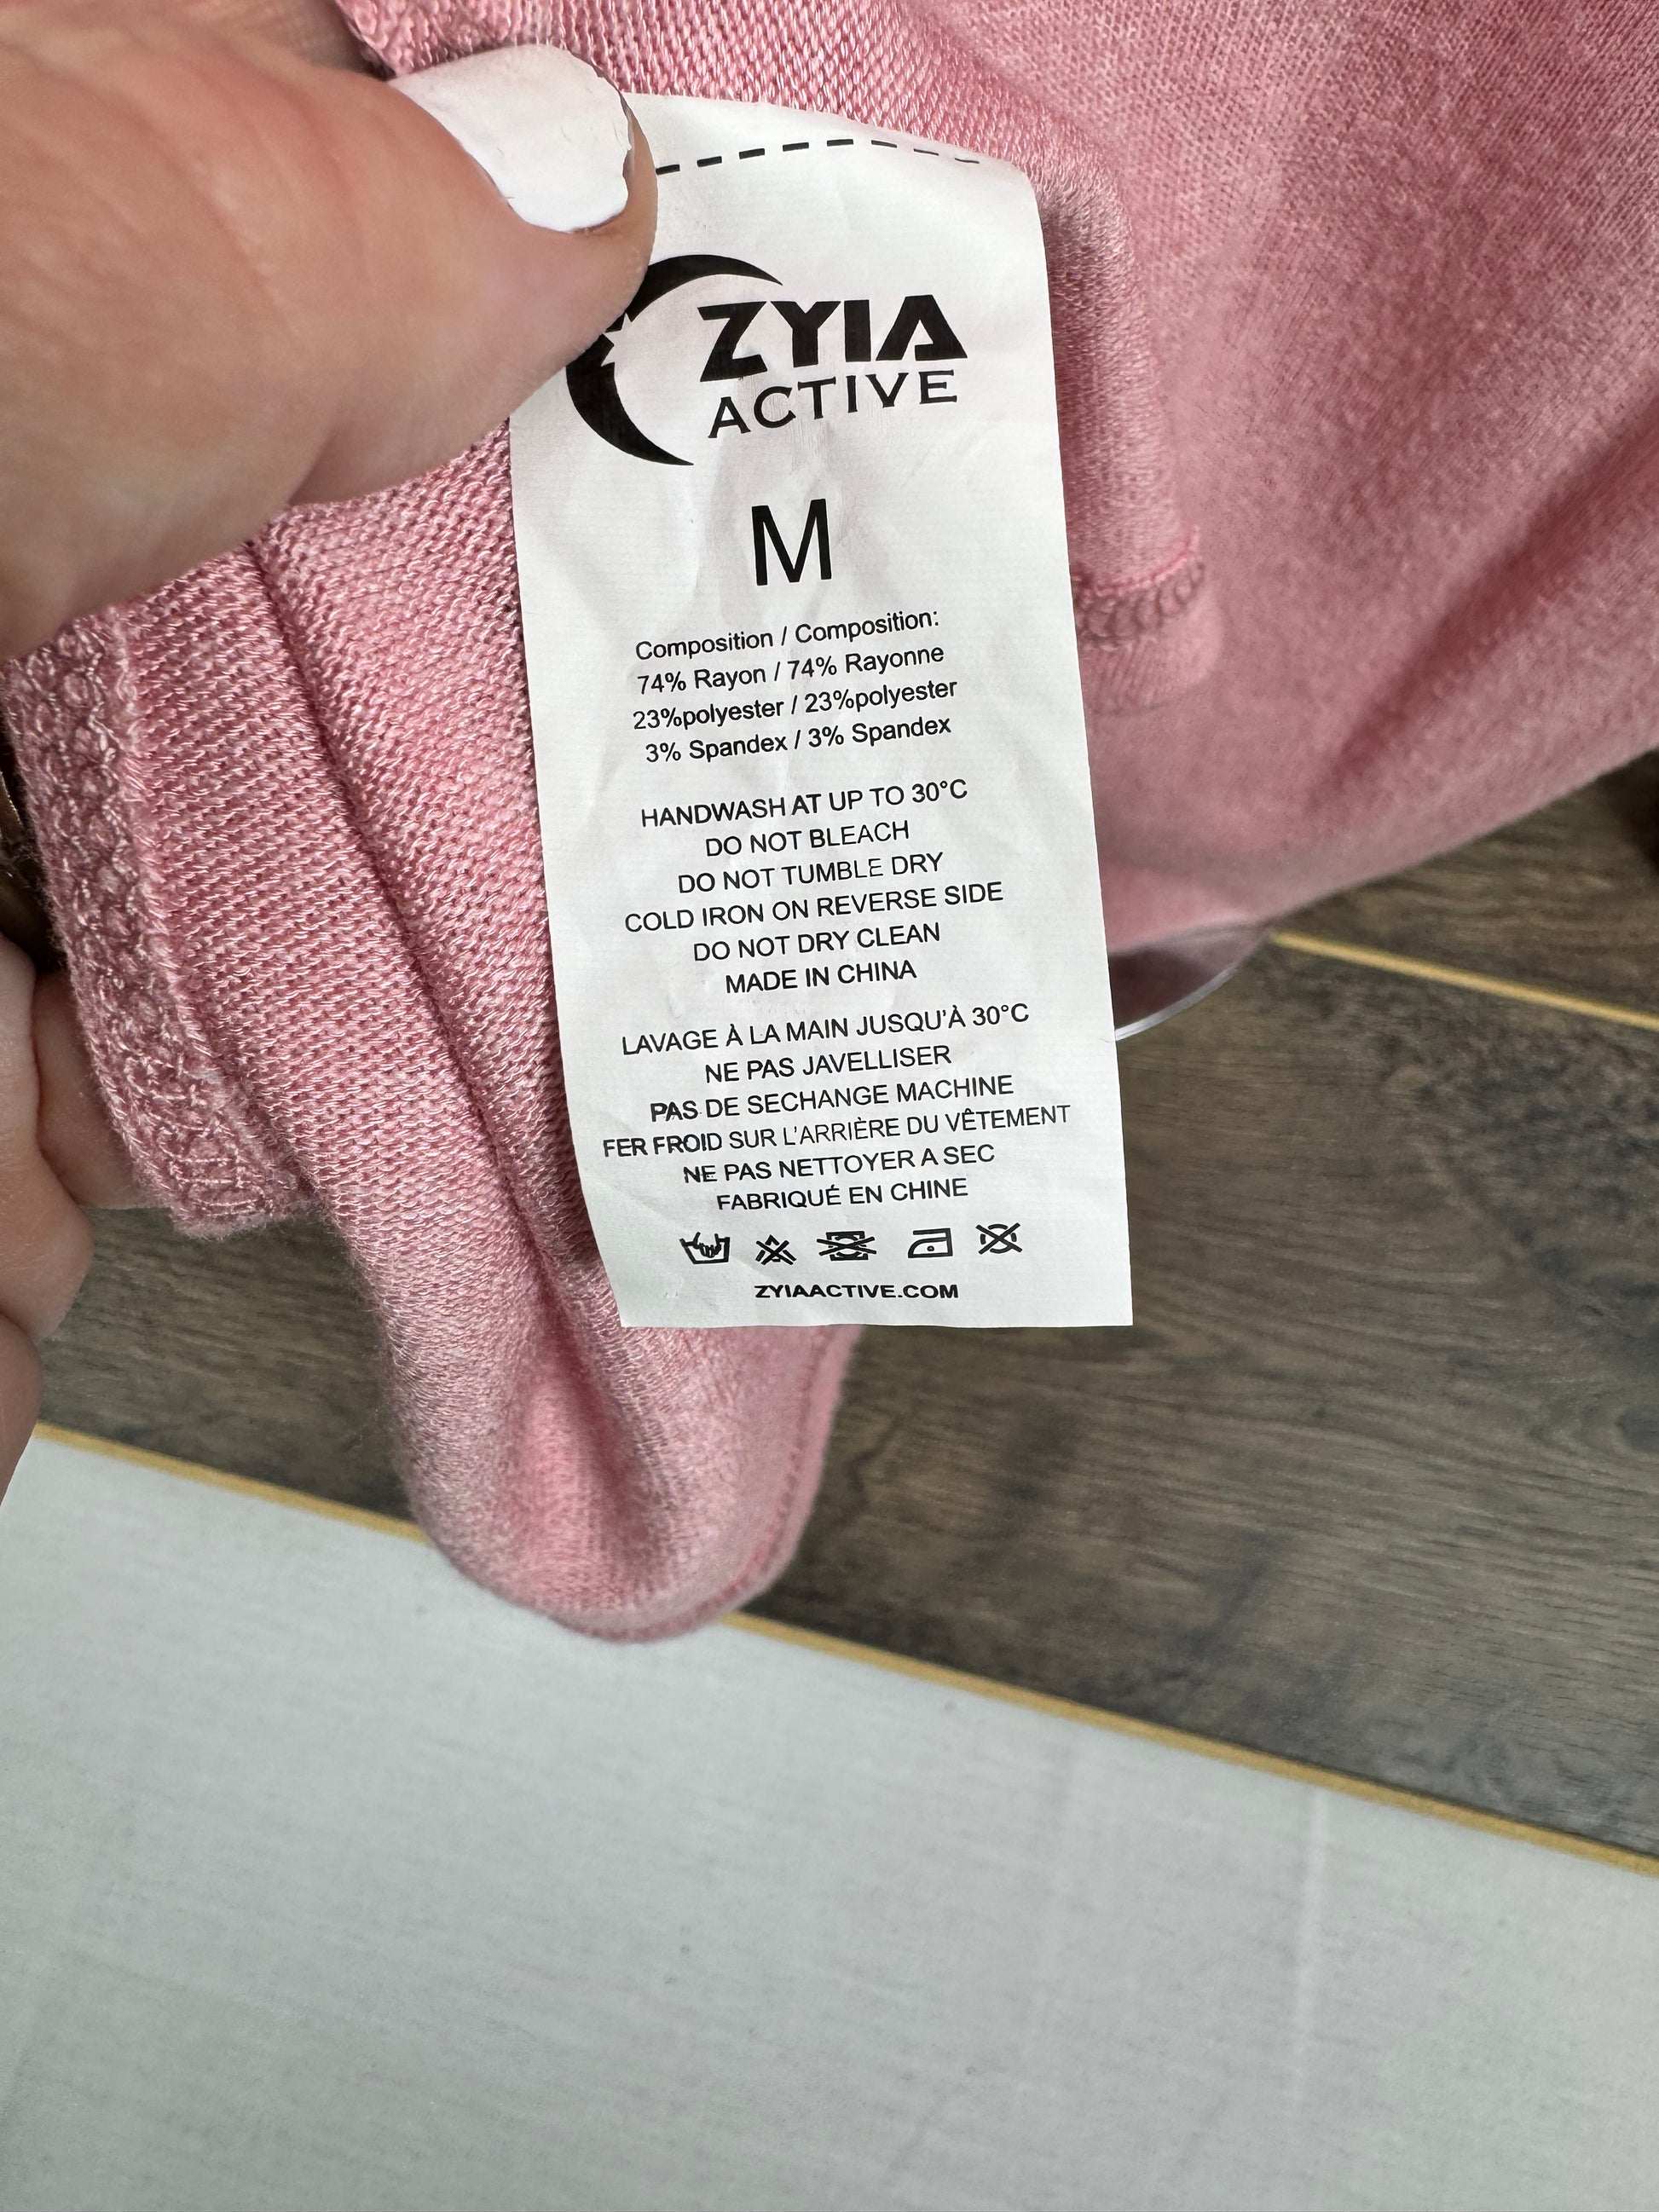 ZYIA
ACTIVE
M
Composition / Composition:
74% Rayon / 74% Rayonne
23%polyester / 23%polyester
3% Spandex / 3% Spandex
HANDWASH AT UP TO 30°C
DO NOT BLEACH
DO NOT TUMBLE DRY
COLD IRON ON REVERSE SIDE
DO NOT DRY CLEAN
MADE IN CHINA
LAVAGE À LA MAIN JUSQU'À 30°C
NE PAS JAVELLISER
PAS DE SECHANGE MACHINE
FER FROID SUR L'ARRIÈRE DU VÊTEMENT
NE PAS NETTOYER A SEC
FABRIQUÉ EN CHINE
ZYIAACTIVE.COM